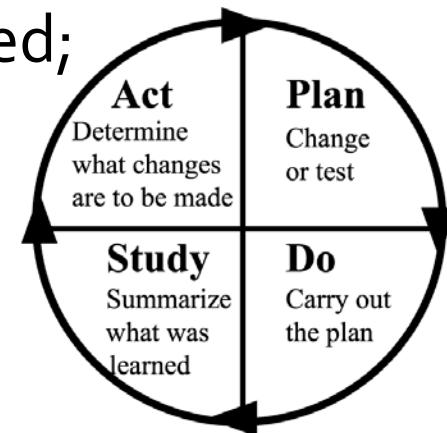 ed;
Act
Determine
what changes
are to be made
Plan
Change
or test
Study
Summarize
what was
learned
Do
Carry out
the plan